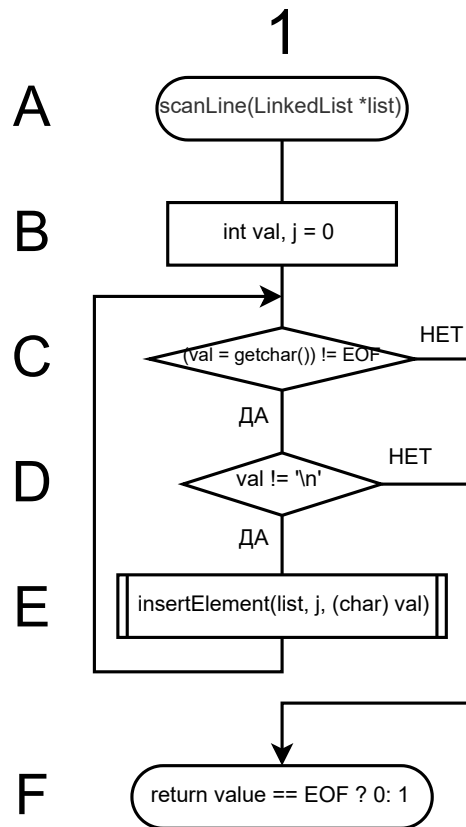 1
A
scanLine(LinkedList *list)
B
int val, j = 0
C
(val = getchar()) != EOF
НЕТ
ДА
D
val != '\n'
НЕТ
ДА
E
insertElement(list, j, (char) val)
F
return value == EOF ? 0: 1